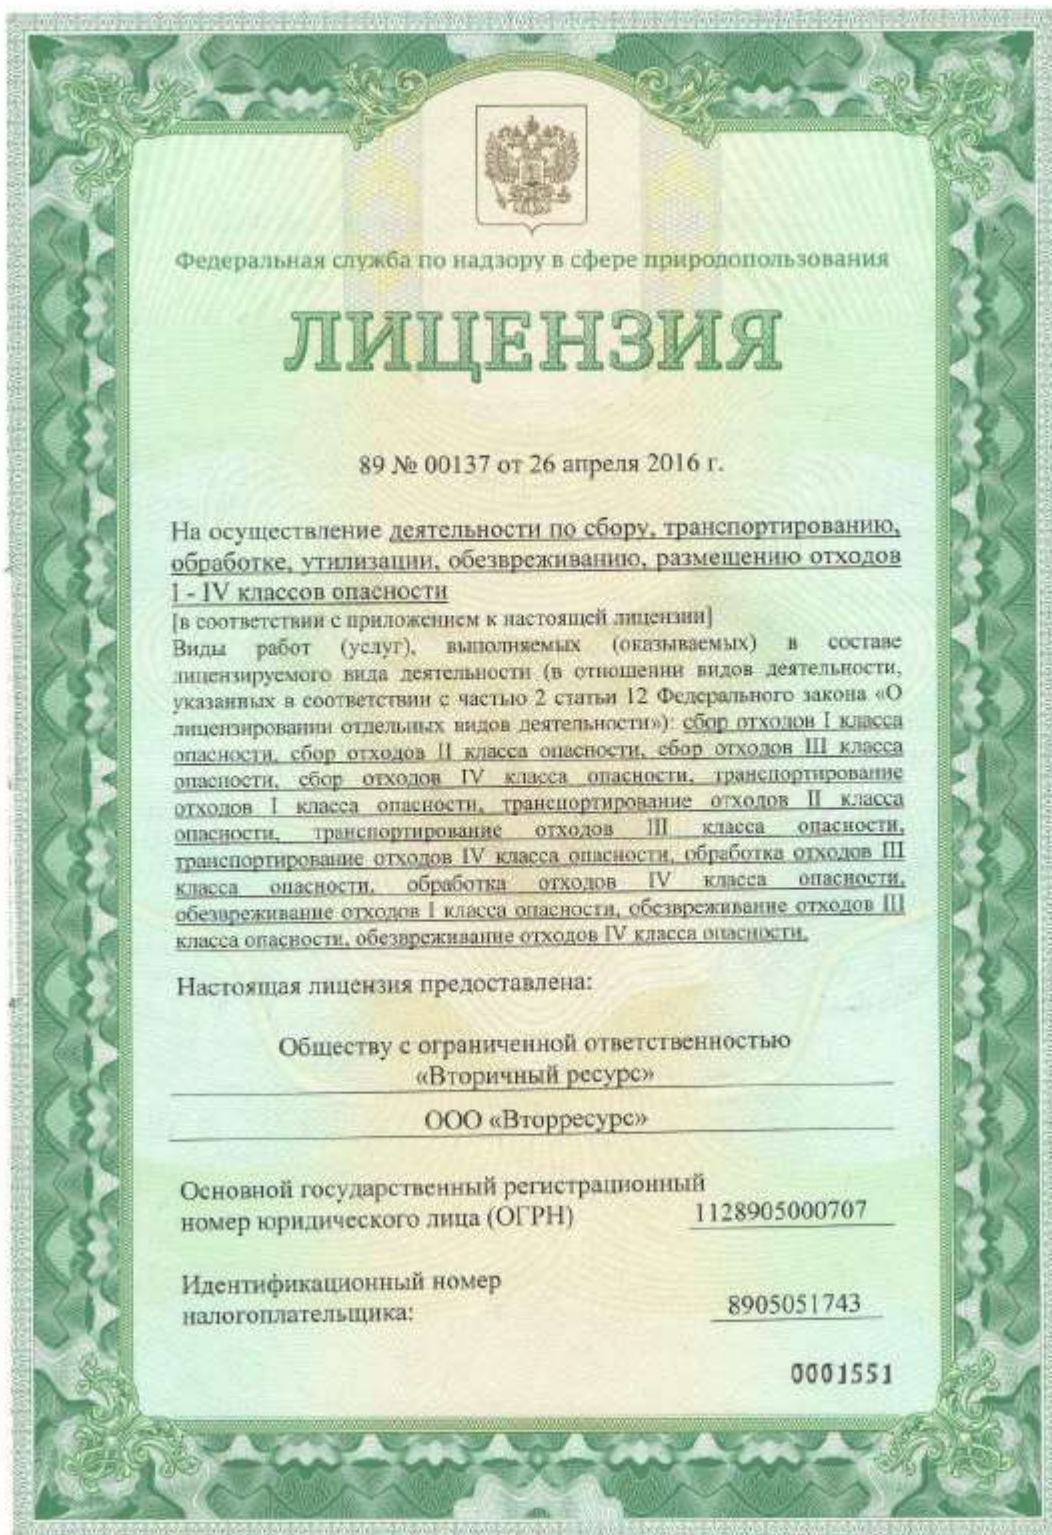 Федеральная служба по надзору в сфере природопользования
ЛИЦЕНЗИЯ
89 № 00137 от 26 апреля 2016 г.
На осуществление деятельности по сбору, транспортированию,
обработке, утилизации, обезвреживанию, размещению отходов
I - IV классов опасности
[в соответствии с приложением к настоящей лицензии]
Виды работ (услуг), выполняемых (оказываемых) в составе
лицензируемого вида деятельности (в отношении видов деятельности,
указанных в соответствии с частью 2 статьи 12 Федерального закона «О
лицензировании отдельных видов деятельности»): сбор отходов I класса
опасности, сбор отходов II класса опасности, сбор отходов III класса
опасности, сбор отходов IV класса опасности, транспортирование
отходов I класса опасности, транспортирование отходов II класса
опасности, транспортирование отходов III класса опасности,
транспортирование отходов IV класса опасности, обработка отходов III
класса опасности, обработка отходов IV класса опасности,
обезвреживание отходов I класса опасности, обезвреживание отходов III
класса опасности, обезвреживание отходов IV класса опасности.
Настоящая лицензия предоставлена:
Обществу с ограниченной ответственностью
«Вторичный ресурс»
ООО «Вторресурс»
Основной государственный регистрационный
номер юридического лица (ОГРН) 1128905000707
Идентификационный номер
налогоплательщика: 8905051743
0001551